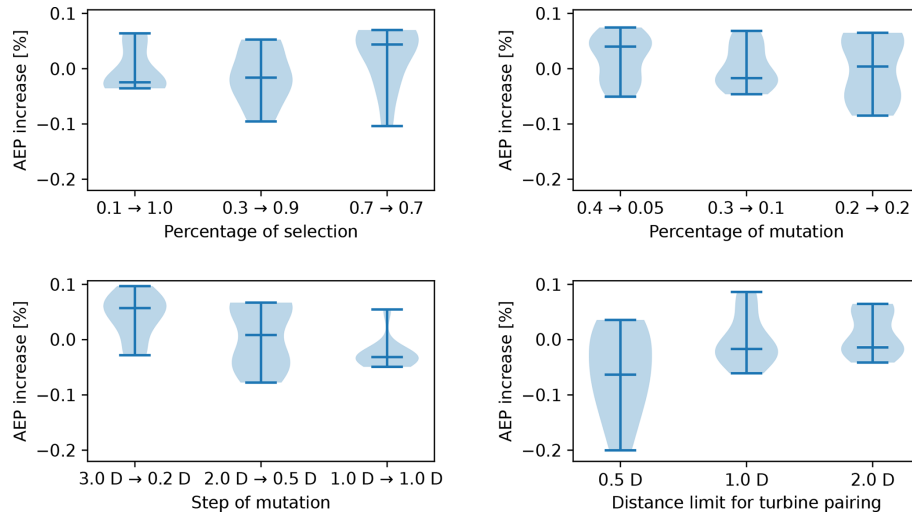 AEP increase [%]
0.1
0.0
−0.1
−0.2
0.1 → 1.0 0.3 → 0.9 0.7 → 0.7
Percentage of selection
AEP increase [%]
0.1
0.0
−0.1
−0.2
0.4 → 0.05 0.3 → 0.1 0.2 → 0.2
Percentage of mutation
AEP increase [%]
0.1
0.0
−0.1
−0.2
3.0 D → 0.2 D 2.0 D → 0.5 D 1.0 D → 1.0 D
Step of mutation
AEP increase [%]
0.1
0.0
−0.1
−0.2
0.5 D 1.0 D 2.0 D
Distance limit for turbine pairing